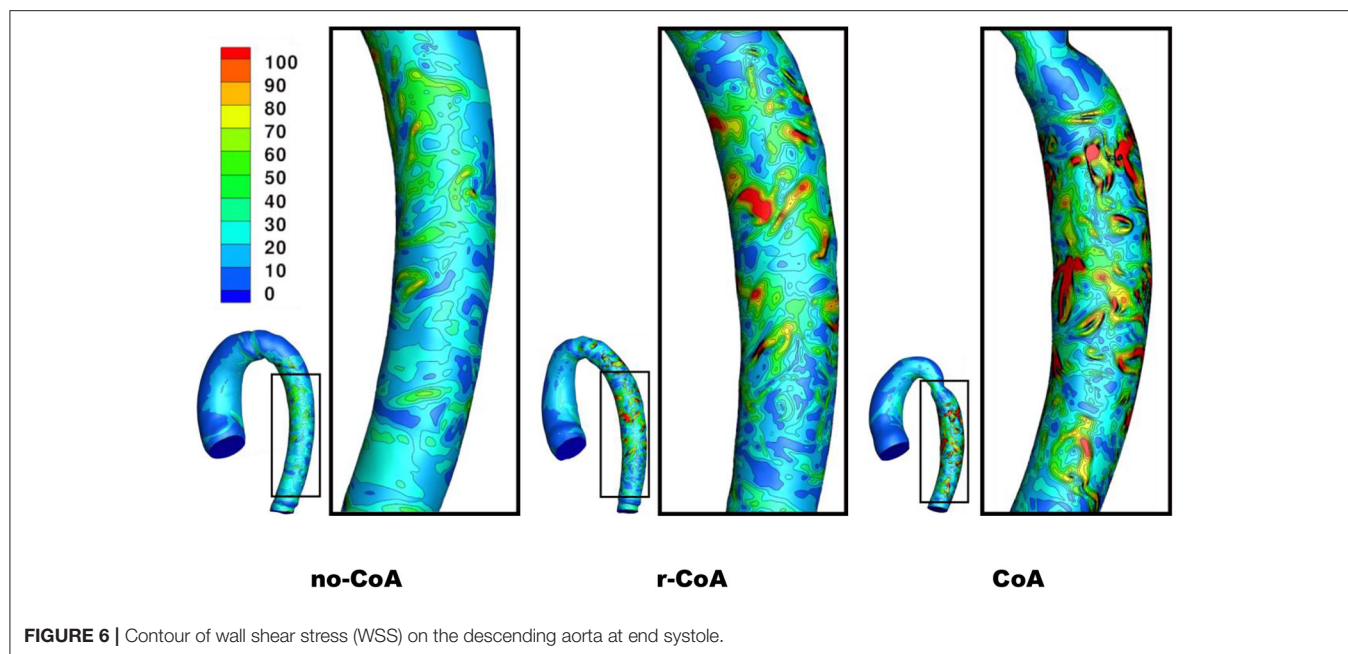 100
90
80
70
60
50
40
30
20
10
0
no-CoA
r-CoA
CoA
FIGURE 6 | Contour of wall shear stress (WSS) on the descending aorta at end systole.